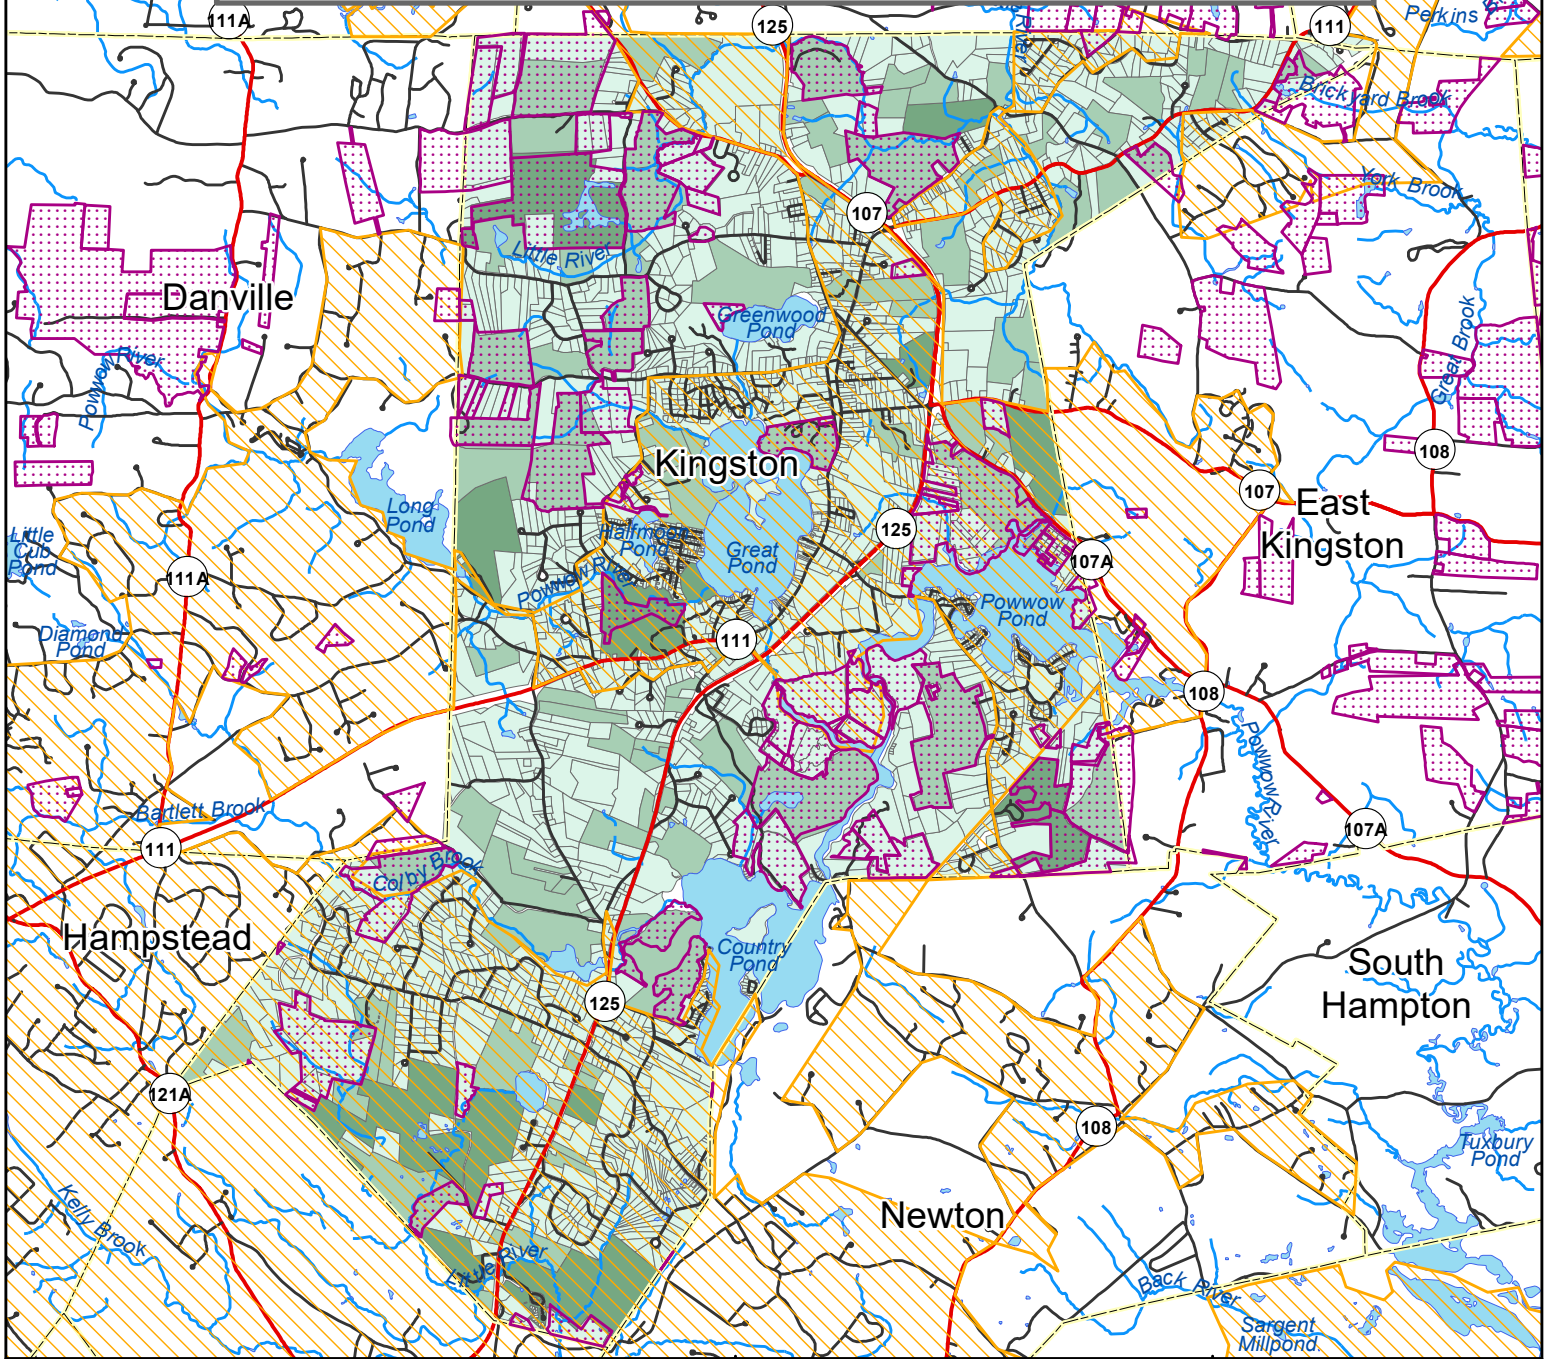 111A
125
River
111
Perkins
Brickyard Brook
York Brook
107
Little River
Danville
Greenwood
Pond
Powwow River
Great Brook
Kingston
108
Long
Pond
107
East
Kingston
125
Halfmoon
Pond
Great
Pond
Little
Cub
Pond
107A
111A
Powwow River
Powwow
Pond
Diamond
Pond
111
108
Powwow River
Bartlett Brook
107A
111
Colby Brook
Hampstead
Country
Pond
South
Hampton
125
121A
108
Tuxbury
Pond
Kelly Brook
Newton
Little River
Back River
Sargent
Millpond